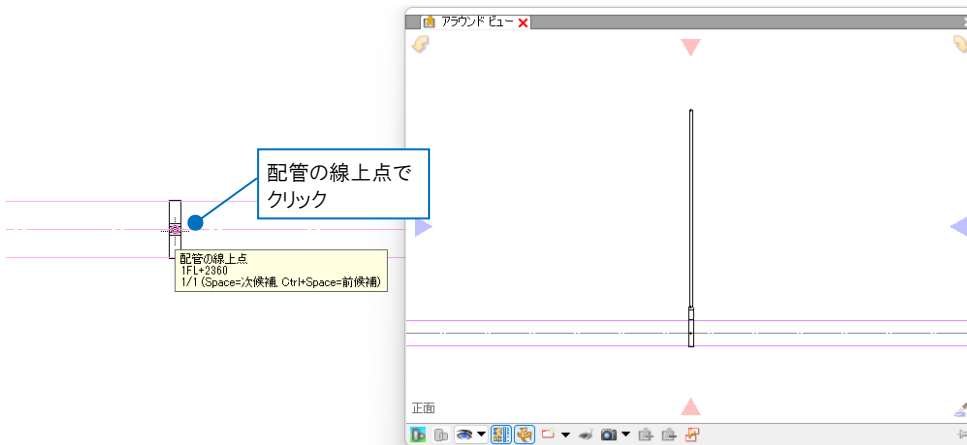 アラウンド ビュー
配管の線上点で
クリック
配管の線上点
1FL+2360
1/1 (Space=次候補, Ctrl+Space=前候補)
正面